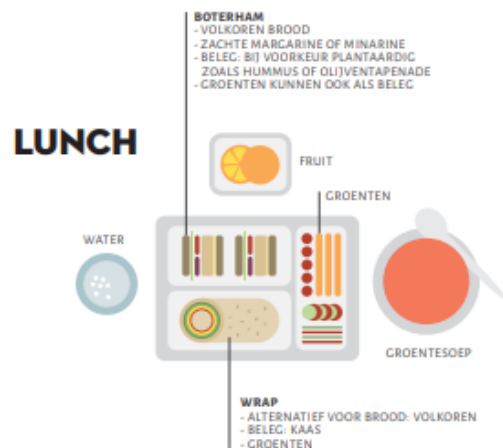 BOTERHAM
- VOLKOREN BROOD
- ZACHTE MARGARINE OF MINARINE
- BELEG: BIJ VOORKEUR PLANTAARDIG
ZOALS HUMMUS OF OLIJVENTAPENADE
- GROENTEN KUNNEN OOK ALS BELEG
LUNCH
FRUIT
GROENTEN
WATER
GROENTESOEP
WRAP
- ALTERNATIEF VOOR BROOD: VOLKOREN
- BELEG: KAAS
- GROENTEN